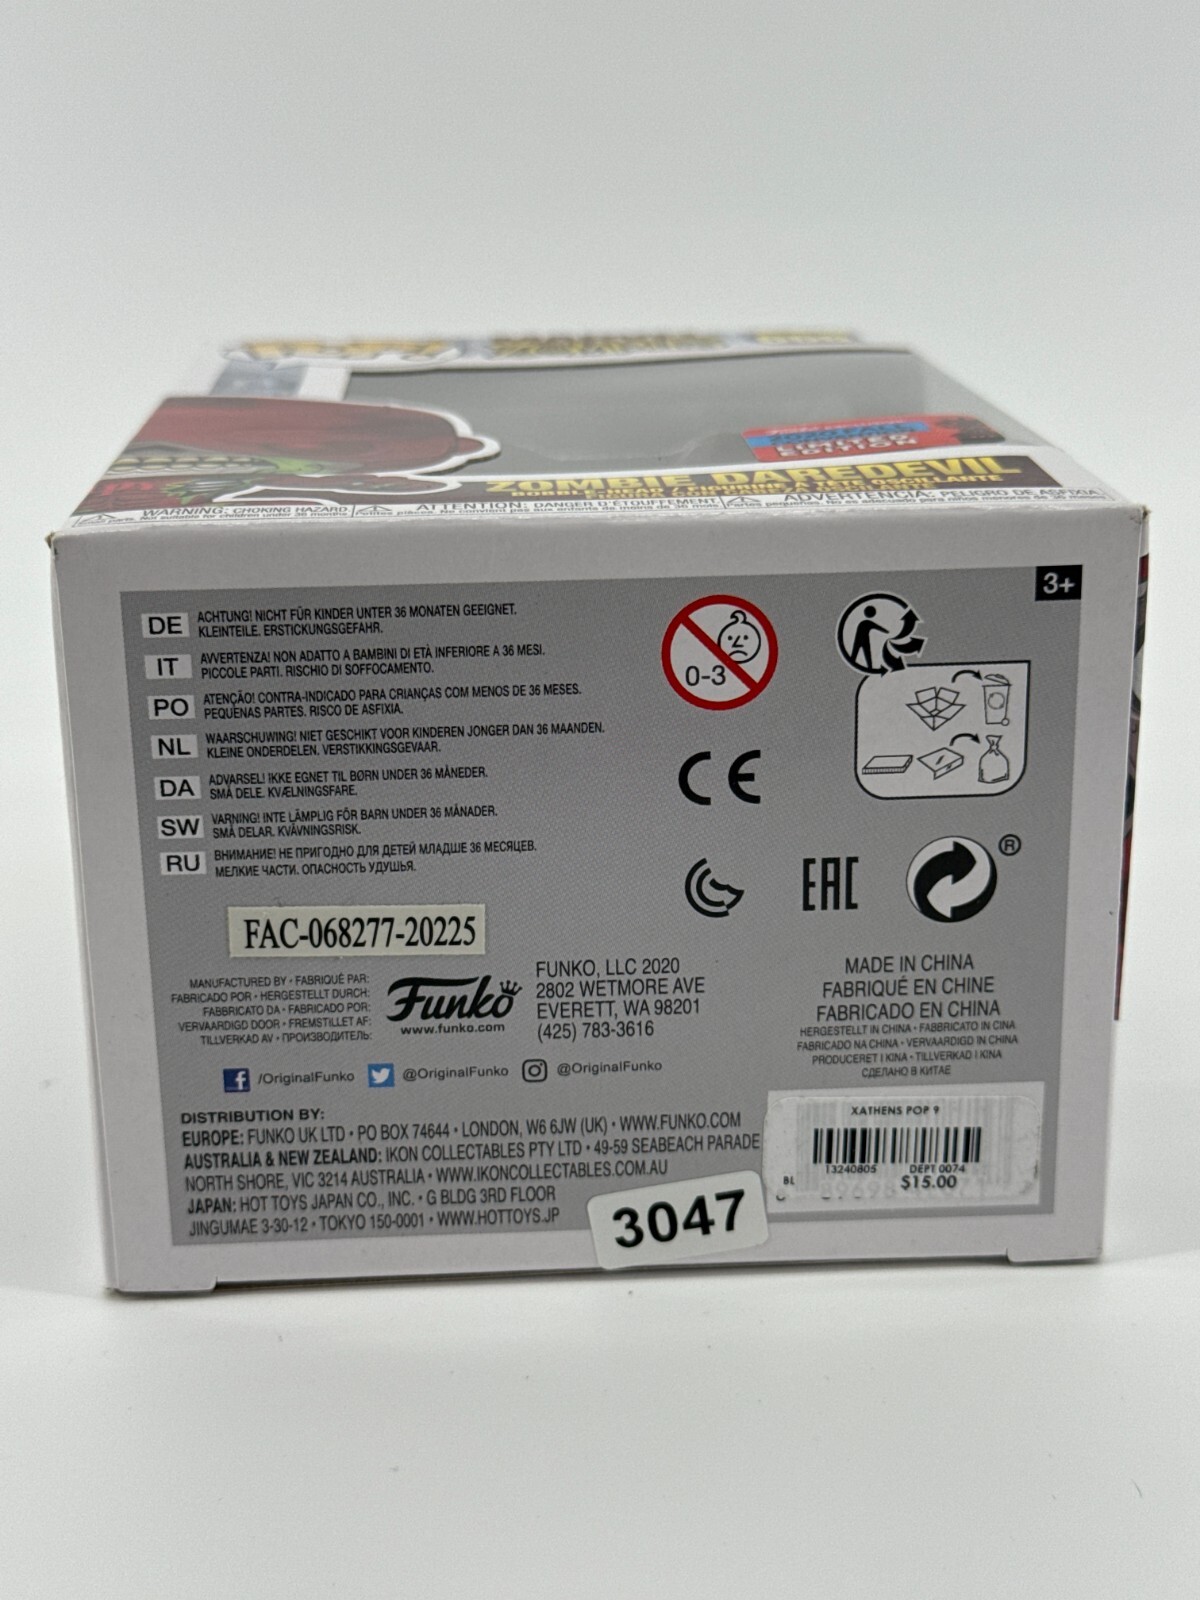 ZOMBIE DAREDEVIL
LIMITED
EDITION
WARNING: CHOKING HAZARD
ATTENTION: DANGER D'ÉTOUFFEMENT
ADVERTENCIA: PELIGRO DE ASFIXIA
3+
DE ACHTUNG! NICHT FÜR KINDER UNTER 36 MONATEN GEEIGNET.
KLEINTEILE. ERSTICKUNGSGEFAHR.
IT AVVERTENZA! NON ADATTO A BAMBINI DI ETÀ INFERIORE A 36 MESI.
PICCOLE PARTI. RISCHIO DI SOFFOCAMENTO.
PO ATENÇÃO! CONTRA-INDICADO PARA CRIANÇAS COM MENOS DE 36 MESES.
PEQUENAS PARTES. RISCO DE ASFIXIA.
NL WAARSCHUWING! NIET GESCHIKT VOOR KINDEREN JONGER DAN 36 MAANDEN.
KLEINE ONDERDELEN. VERSTIKKINGSGEVAAR.
DA ADVARSEL! IKKE EGNET TIL BØRN UNDER 36 MÅNEDER.
SMÅ DELE. KVÆLNINGSFARE.
SW VARNING! INTE LÄMPLIG FÖR BARN UNDER 36 MÅNADER.
SMÅ DELAR. KVÄVNINGSRISK.
RU ВНИМАНИЕ! НЕ ПРИГОДНО ДЛЯ ДЕТЕЙ МЛАДШЕ 36 МЕСЯЦЕВ.
МЕЛКИЕ ЧАСТИ. ОПАСНОСТЬ УДУШЬЯ.
0-3
CE
EAC
®
FAC-068277-20225
MANUFACTURED BY • FABRIQUÉ PAR:
FABRICADO POR • HERGESTELLT DURCH:
FABBRICATO DA • FABRICADO POR:
VERVAARDIGD DOOR • FREMSTILLET AF:
TILLVERKAD AV • ПРОИЗВОДИТЕЛЬ:
Funko
www.funko.com
FUNKO, LLC 2020
2802 WETMORE AVE
EVERETT, WA 98201
(425) 783-3616
/OriginalFunko @OriginalFunko @OriginalFunko
MADE IN CHINA
FABRIQUÉ EN CHINE
FABRICADO EN CHINA
HERGESTELLT IN CHINA • FABBRICATO IN CINA
FABRICADO NA CHINA • VERVAARDIGD IN CHINA
PRODUCERET I KINA • TILLVERKAD I KINA
СДЕЛАНО В КИТАЕ
DISTRIBUTION BY:
EUROPE: FUNKO UK LTD • PO BOX 74644 • LONDON, W6 6JW (UK) • WWW.FUNKO.COM
AUSTRALIA & NEW ZEALAND: IKON COLLECTABLES PTY LTD • 49-59 SEABEACH PARADE
NORTH SHORE, VIC 3214 AUSTRALIA • WWW.IKONCOLLECTABLES.COM.AU
JAPAN: HOT TOYS JAPAN CO., INC. • G BLDG 3RD FLOOR
JINGUMAE 3-30-12 • TOKYO 150-0001 • WWW.HOTTOYS.JP
XATHENS POP 9
13240805 DEPT 0074
BL $15.00
3047